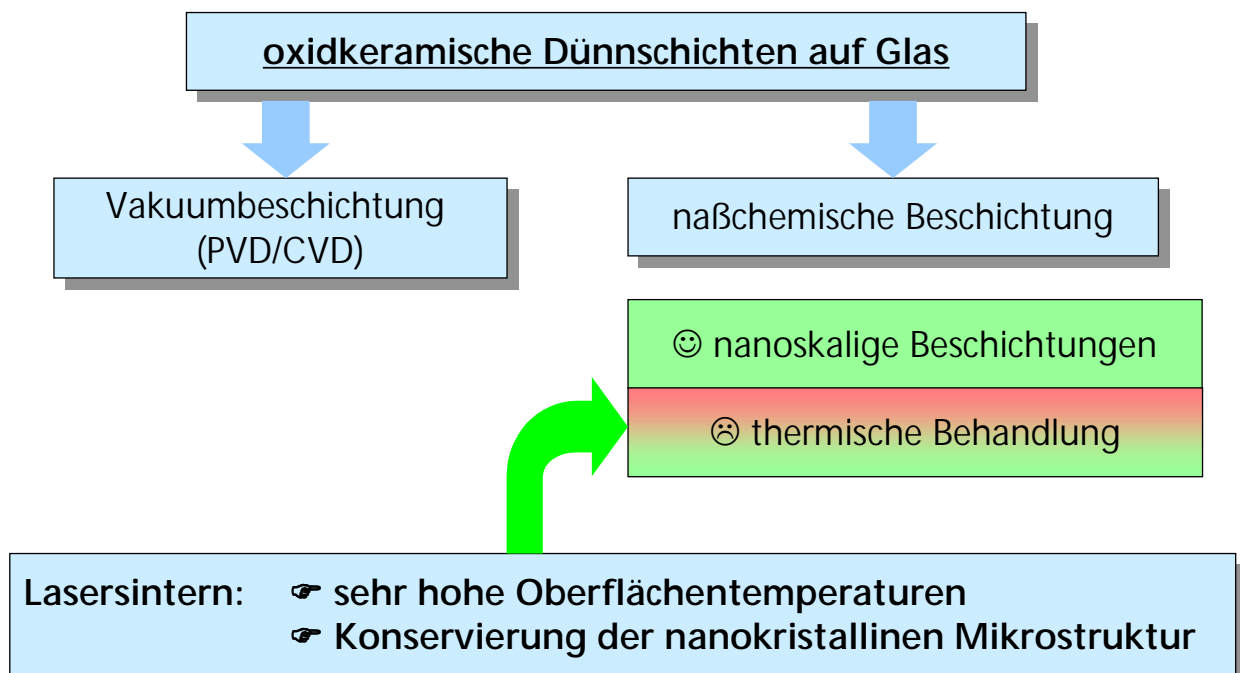 oxidkeramische Dünnschichten auf Glas
Vakuumbeschichtung
(PVD/CVD)
naßchemische Beschichtung
☺ nanoskalige Beschichtungen
☹ thermische Behandlung
Lasersintern: ☞ sehr hohe Oberflächentemperaturen
☞ Konservierung der nanokristallinen Mikrostruktur